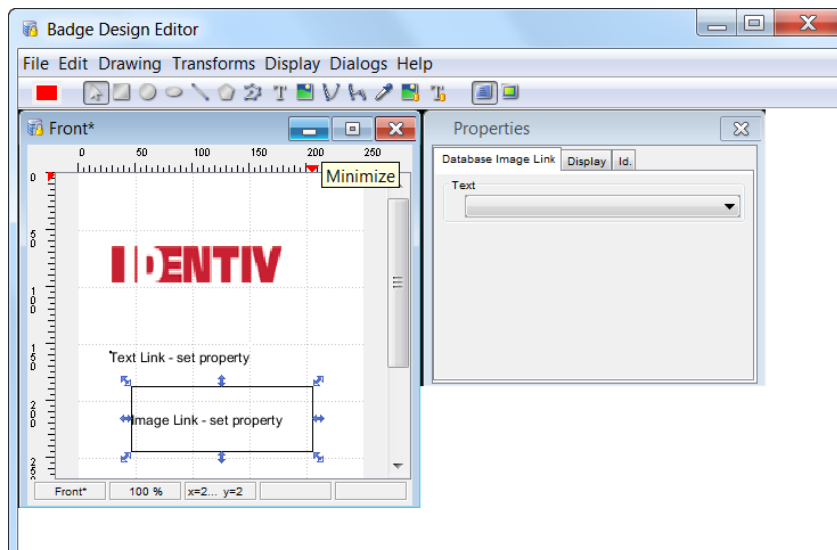 Badge Design Editor
File Edit Drawing Transforms Display Dialogs Help
Front*
0 50 100 150 200 250
Minimize
0
50
100
150
200
IDENTIV
Text Link - set property
Image Link - set property
Front* 100 % x=2... y=2
Properties
Database Image Link Display Id.
Text